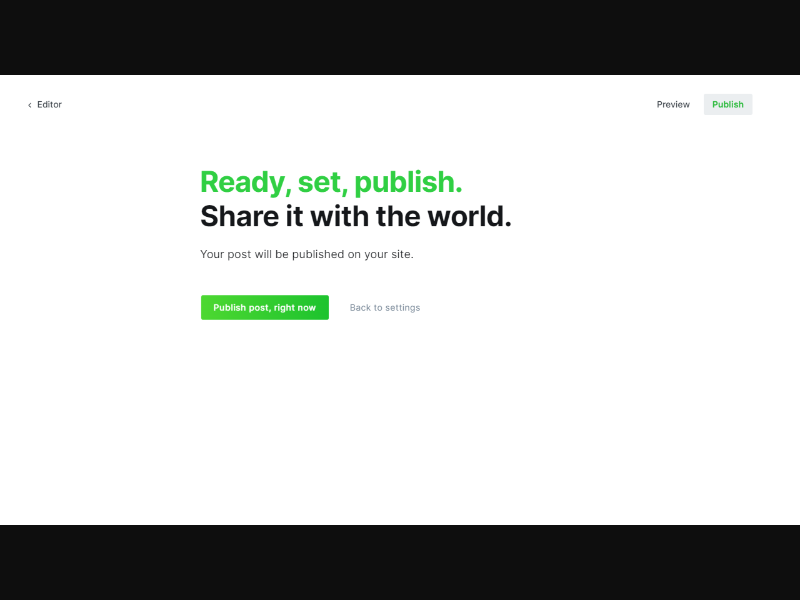 ‹ Editor
Preview
Publish
Ready, set, publish.
Share it with the world.
Your post will be published on your site.
Publish post, right now
Back to settings